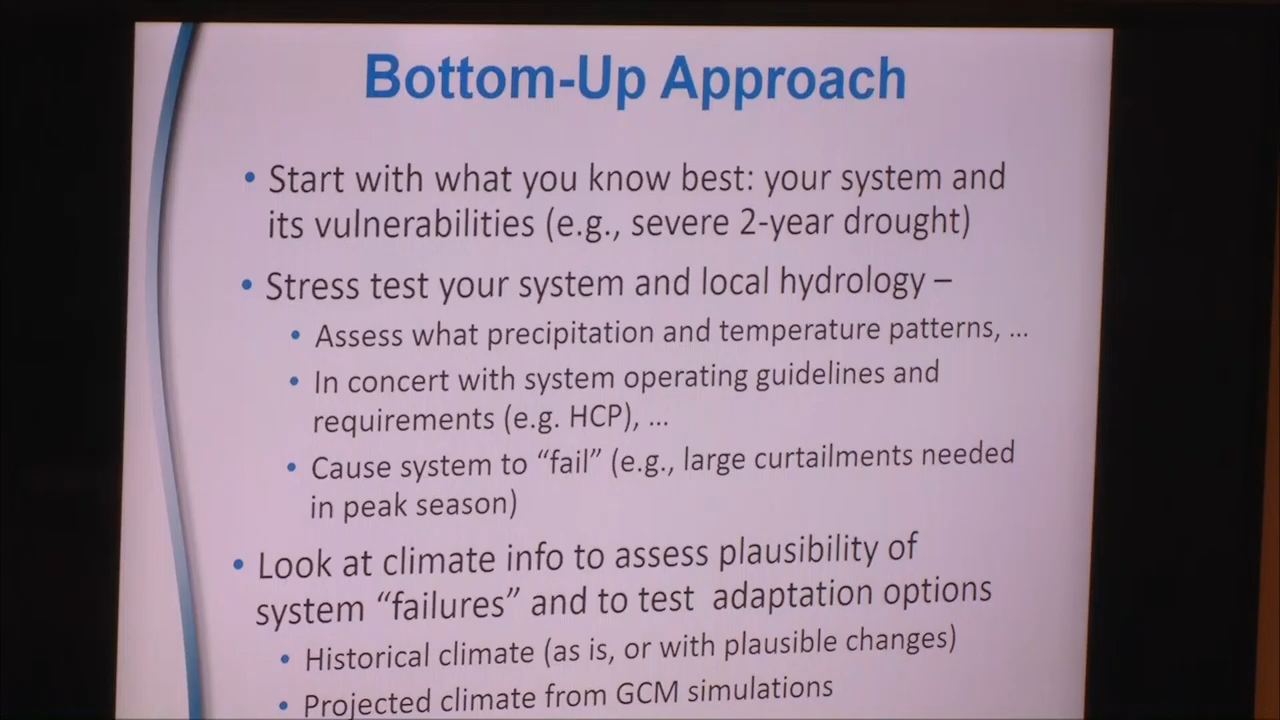 Bottom-Up Approach
• Start with what you know best: your system and
its vulnerabilities (e.g., severe 2-year drought)
• Stress test your system and local hydrology –
• Assess what precipitation and temperature patterns, ...
• In concert with system operating guidelines and
requirements (e.g. HCP), ...
• Cause system to “fail” (e.g., large curtailments needed
in peak season)
• Look at climate info to assess plausibility of
system “failures” and to test adaptation options
• Historical climate (as is, or with plausible changes)
• Projected climate from GCM simulations